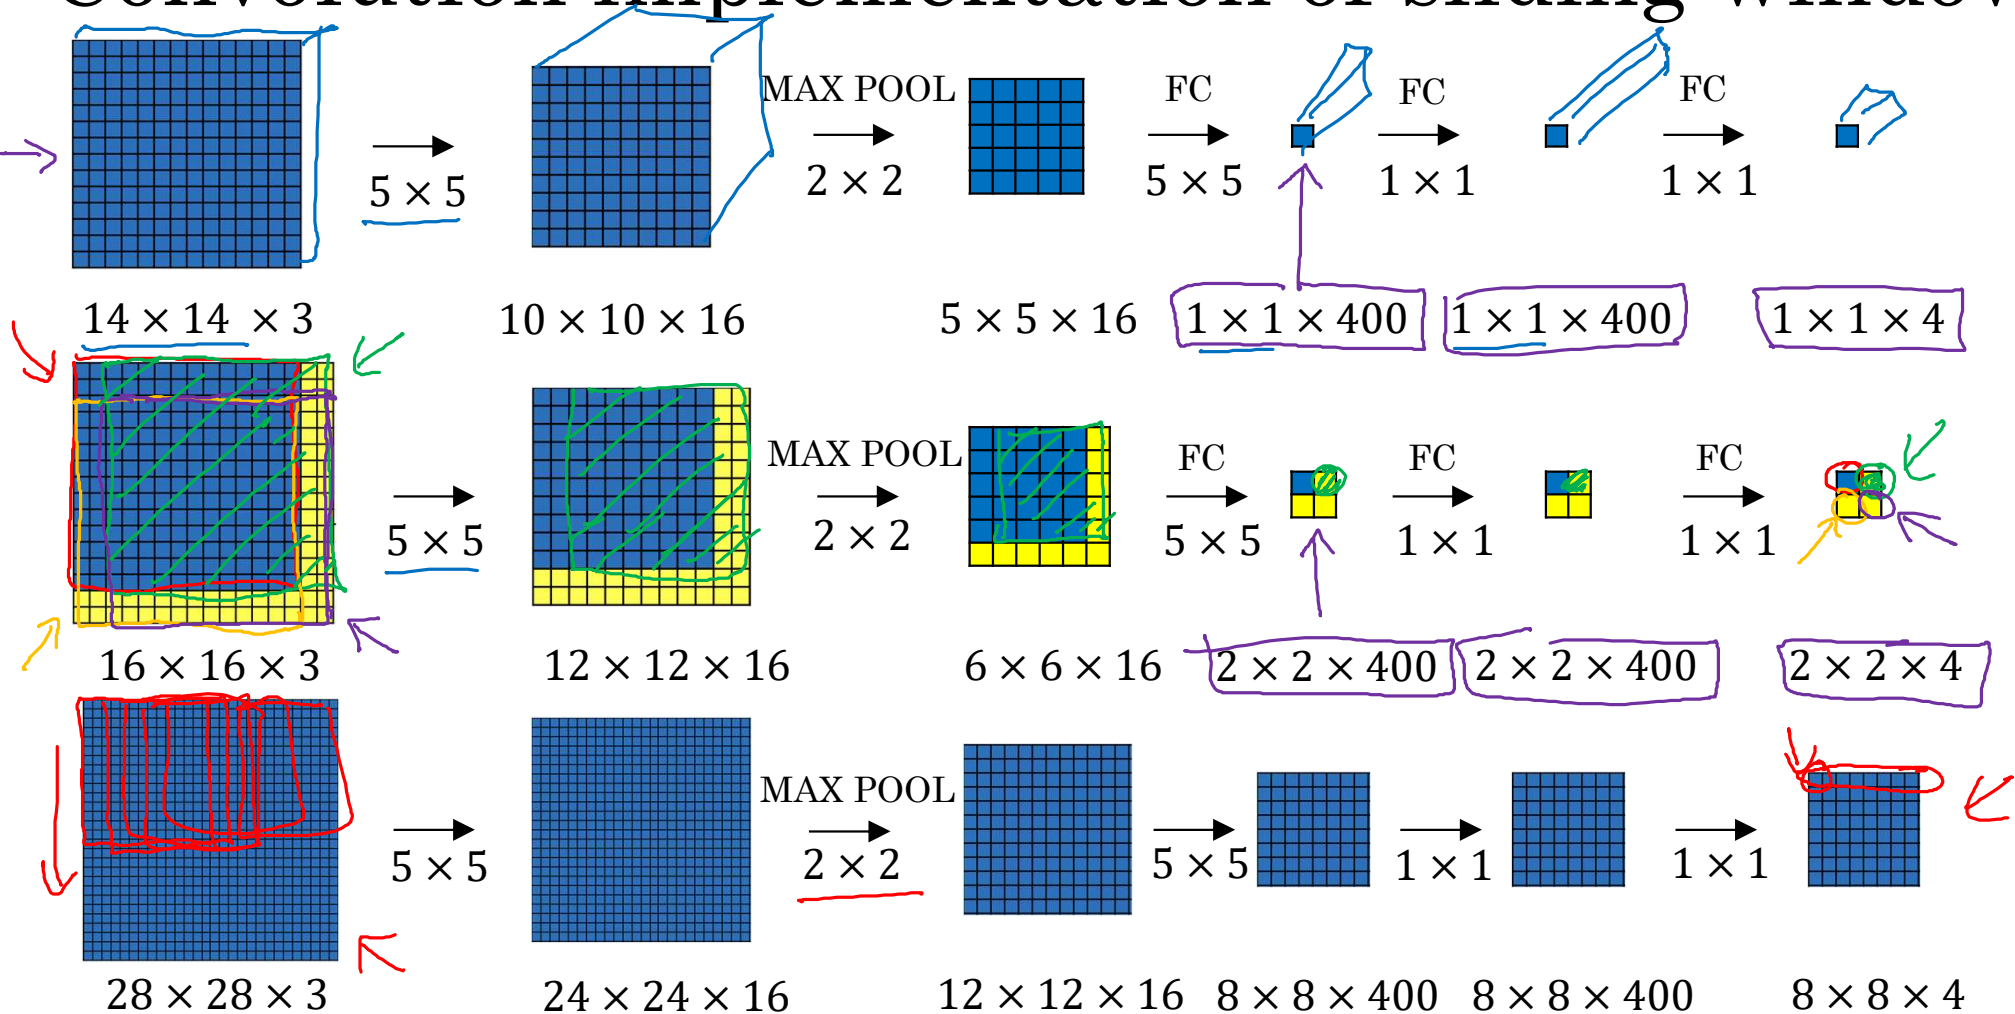 Convolution implementation of sliding window
MAX POOL FC FC FC
5 × 5 2 × 2 5 × 5 1 × 1 1 × 1
14 × 14 × 3 10 × 10 × 16 5 × 5 × 16 1 × 1 × 400 1 × 1 × 400 1 × 1 × 4
MAX POOL FC FC FC
5 × 5 2 × 2 5 × 5 1 × 1 1 × 1
16 × 16 × 3 12 × 12 × 16 6 × 6 × 16 2 × 2 × 400 2 × 2 × 400 2 × 2 × 4
MAX POOL
5 × 5 2 × 2 5 × 5 1 × 1 1 × 1
28 × 28 × 3 24 × 24 × 16 12 × 12 × 16 8 × 8 × 400 8 × 8 × 400 8 × 8 × 4